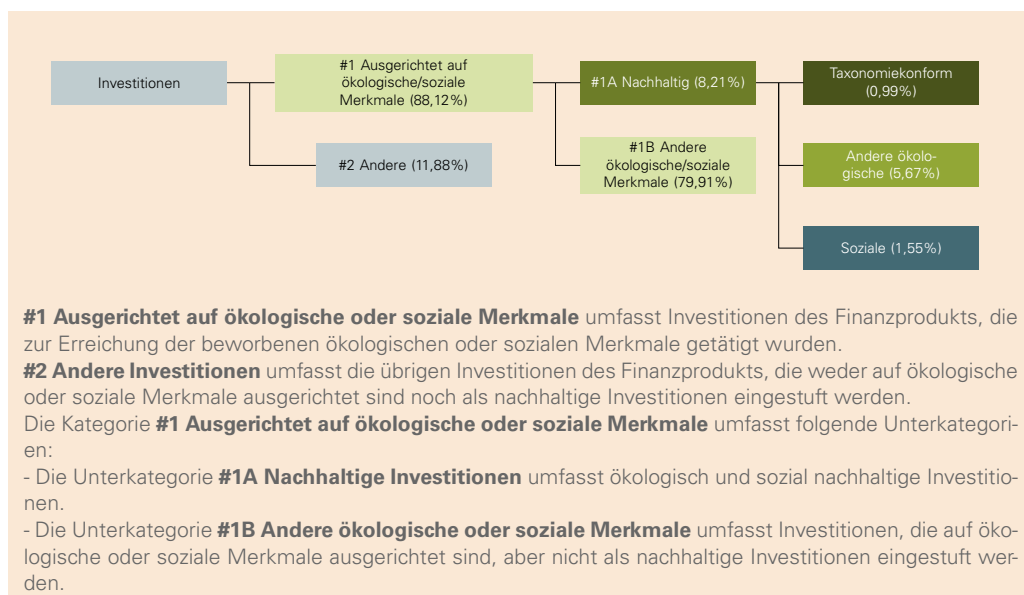 Investitionen
#1 Ausgerichtet auf
ökologische/soziale
Merkmale (88,12%)
#1A Nachhaltig (8,21%)
Taxonomiekonform
(0,99%)
#2 Andere (11,88%)
#1B Andere
ökologische/soziale
Merkmale (79,91%)
Andere ökolo-
gische (5,67%)
Soziale (1,55%)
#1 Ausgerichtet auf ökologische oder soziale Merkmale umfasst Investitionen des Finanzprodukts, die
zur Erreichung der beworbenen ökologischen oder sozialen Merkmale getätigt wurden.
#2 Andere Investitionen umfasst die übrigen Investitionen des Finanzprodukts, die weder auf ökologische
oder soziale Merkmale ausgerichtet sind noch als nachhaltige Investitionen eingestuft werden.
Die Kategorie #1 Ausgerichtet auf ökologische oder soziale Merkmale umfasst folgende Unterkategori-
en:
- Die Unterkategorie #1A Nachhaltige Investitionen umfasst ökologisch und sozial nachhaltige Investitio-
nen.
- Die Unterkategorie #1B Andere ökologische oder soziale Merkmale umfasst Investitionen, die auf öko-
logische oder soziale Merkmale ausgerichtet sind, aber nicht als nachhaltige Investitionen eingestuft wer-
den.